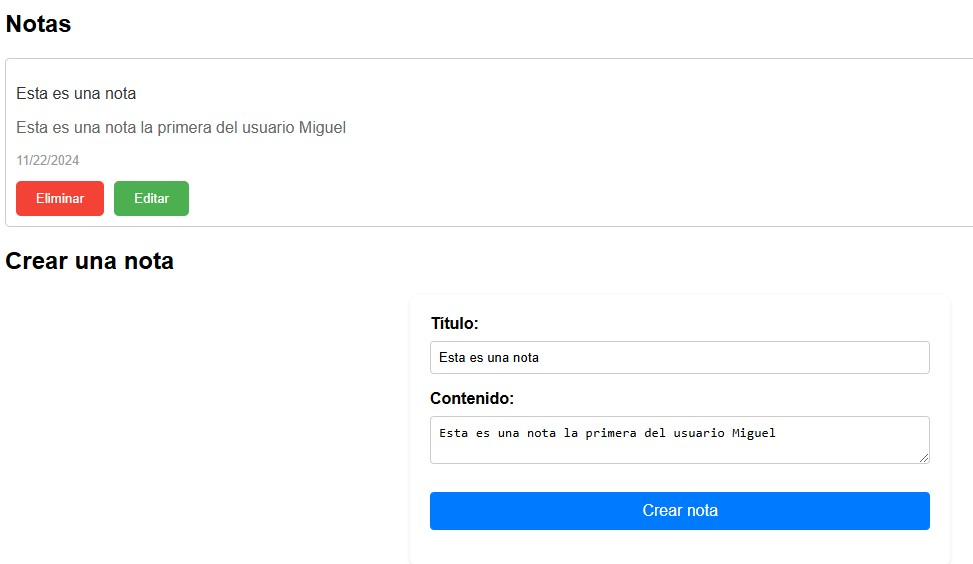 Notas
Esta es una nota
Esta es una nota la primera del usuario Miguel
11/22/2024
Eliminar Editar
Crear una nota
Título:
Esta es una nota
Contenido:
Esta es una nota la primera del usuario Miguel
Crear nota